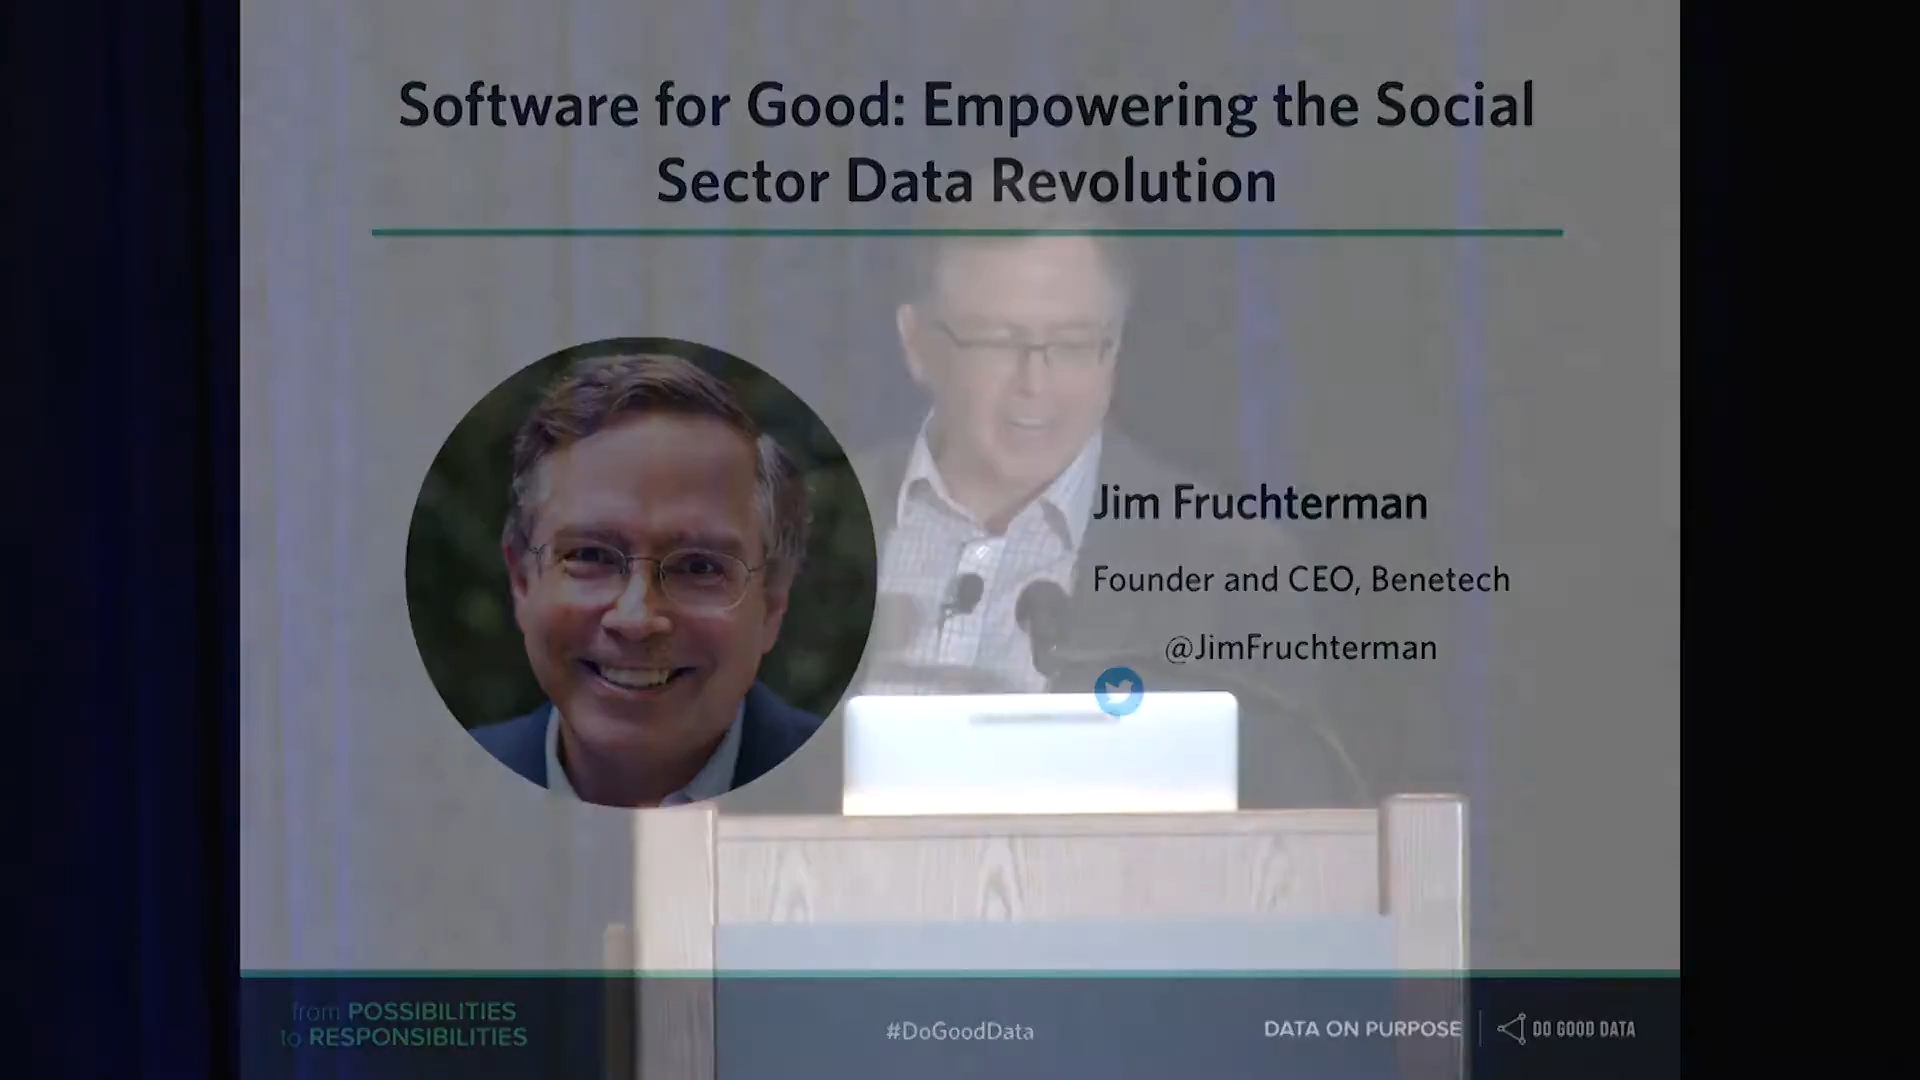 Software for Good: Empowering the Social
Sector Data Revolution
Jim Fruchterman
Founder and CEO, Benetech
@JimFruchterman
from POSSIBILITIES
to RESPONSIBILITIES
#DoGoodData
DATA ON PURPOSE
DO GOOD DATA